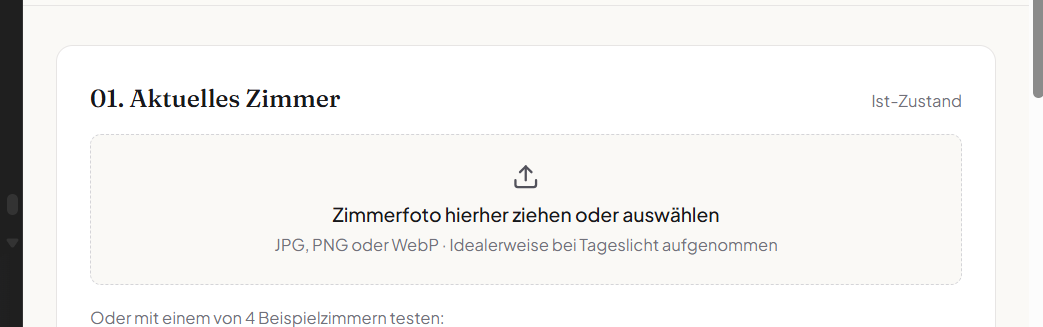 01. Aktuelles Zimmer
Ist-Zustand
Zimmerfoto hierher ziehen oder auswählen
JPG, PNG oder WebP · Idealerweise bei Tageslicht aufgenommen
Oder mit einem von 4 Beispielzimmern testen: